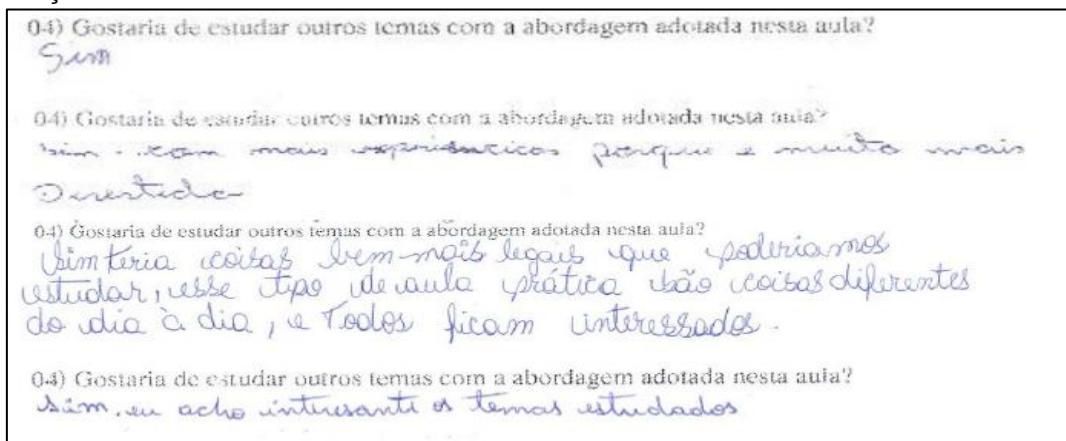 04) Gostaria de estudar outros temas com a abordagem adotada nesta aula?
Sim
04) Gostaria de estudar outros temas com a abordagem adotada nesta aula?
Sim. com mais experiencias porque e muito mais
Divertida
04) Gostaria de estudar outros temas com a abordagem adotada nesta aula?
Sim teria coisas bem mais legais que poderiamos
estudar, esse tipo de aula prática são coisas diferentes
do dia à dia, e Todos ficam interessados.
04) Gostaria de estudar outros temas com a abordagem adotada nesta aula?
Sim, eu acho interesante os temas estudados